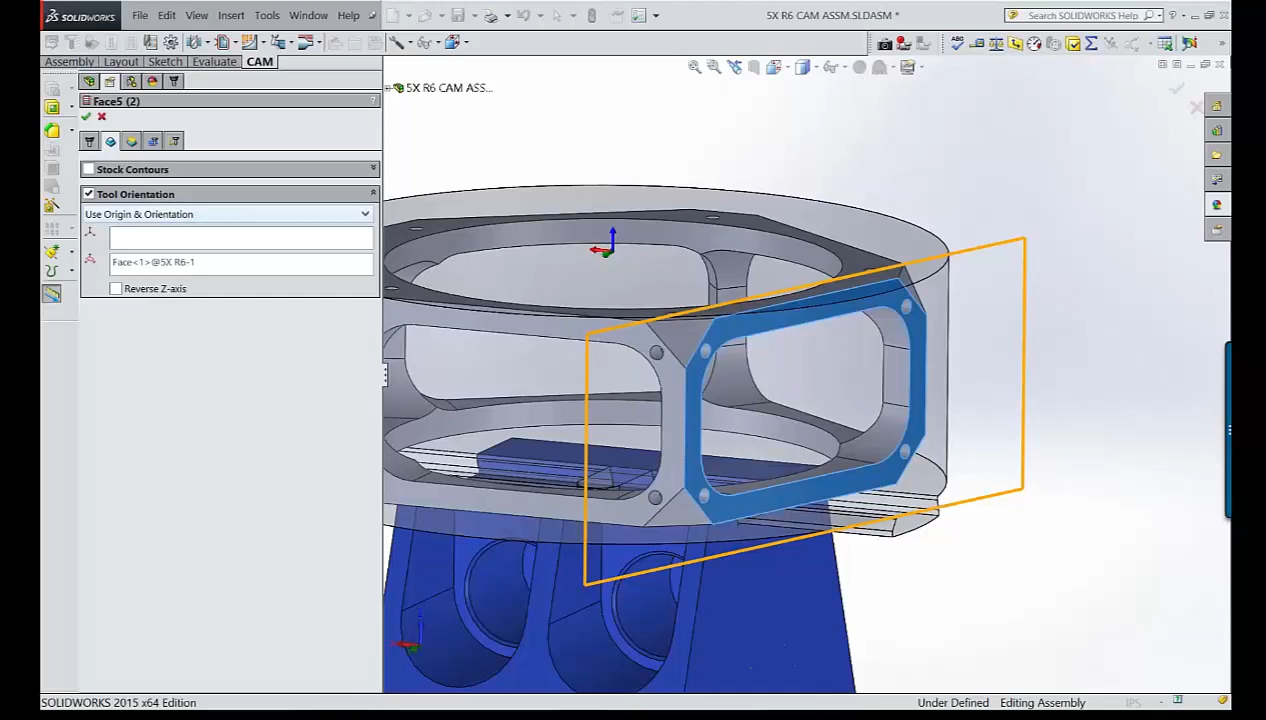 SOLIDWORKS File Edit View Insert Tools Window Help 5X R6 CAM ASSM.SLDASM * Search SOLIDWORKS Help
Assembly Layout Sketch Evaluate CAM
5X R6 CAM ASS...
Face5 (2)
Stock Contours
Tool Orientation
Use Origin & Orientation
Face<1>@5X R6-1
Reverse Z-axis
SOLIDWORKS 2015 x64 Edition Under Defined Editing Assembly IPS